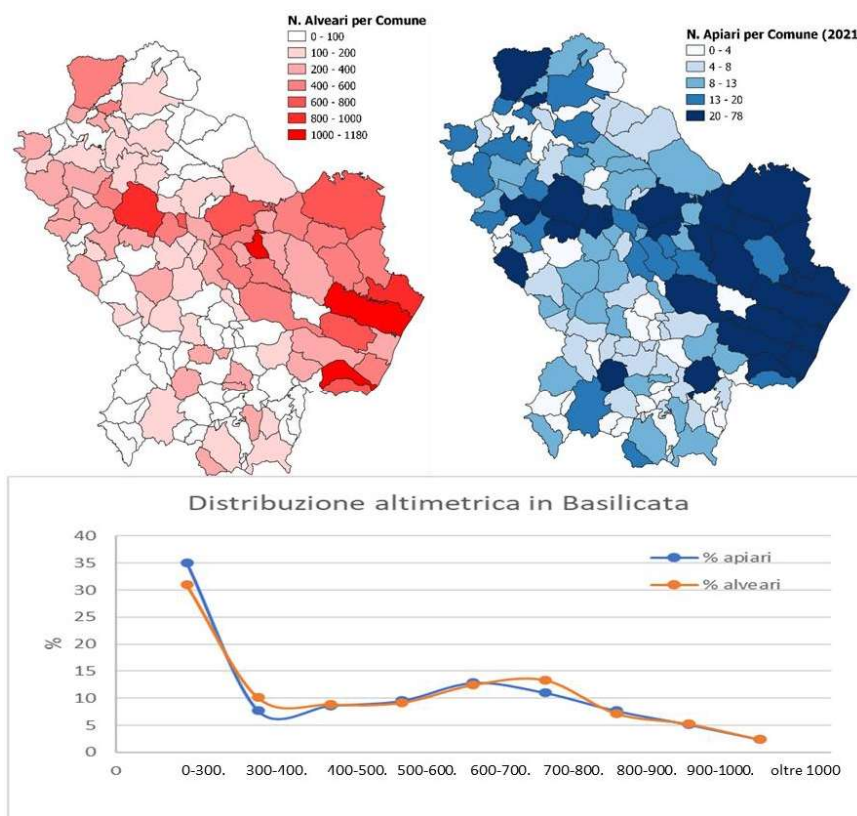 N. Alveari per Comune
0 - 100
100 - 200
200 - 400
400 - 600
600 - 800
800 - 1000
1000 - 1180
N. Apiari per Comune (2021
0 - 4
4 - 8
8 - 13
13 - 20
20 - 78
Distribuzione altimetrica in Basilicata
40
35
30
25
20
15
10
5
0
%
% apiari
% alveari
0 0-300. 300-400. 400-500. 500-600. 600-700. 700-800. 800-900. 900-1000. oltre 1000